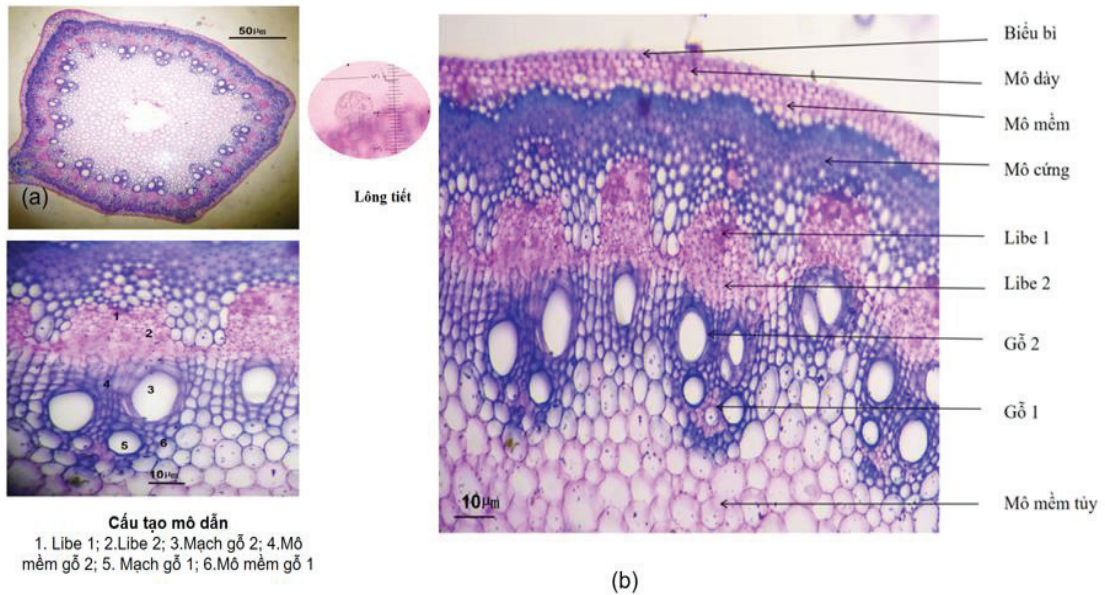 50µm
(a)
Lông tiết
1
2
4
3
5
6
10µm
Cấu tạo mô dẫn
1. Libe 1; 2.Libe 2; 3.Mạch gỗ 2; 4.Mô
mềm gỗ 2; 5. Mạch gỗ 1; 6.Mô mềm gỗ 1
Biểu bì
Mô dày
Mô mềm
Mô cứng
Libe 1
Libe 2
Gỗ 2
Gỗ 1
Mô mềm tủy
10µm
(b)